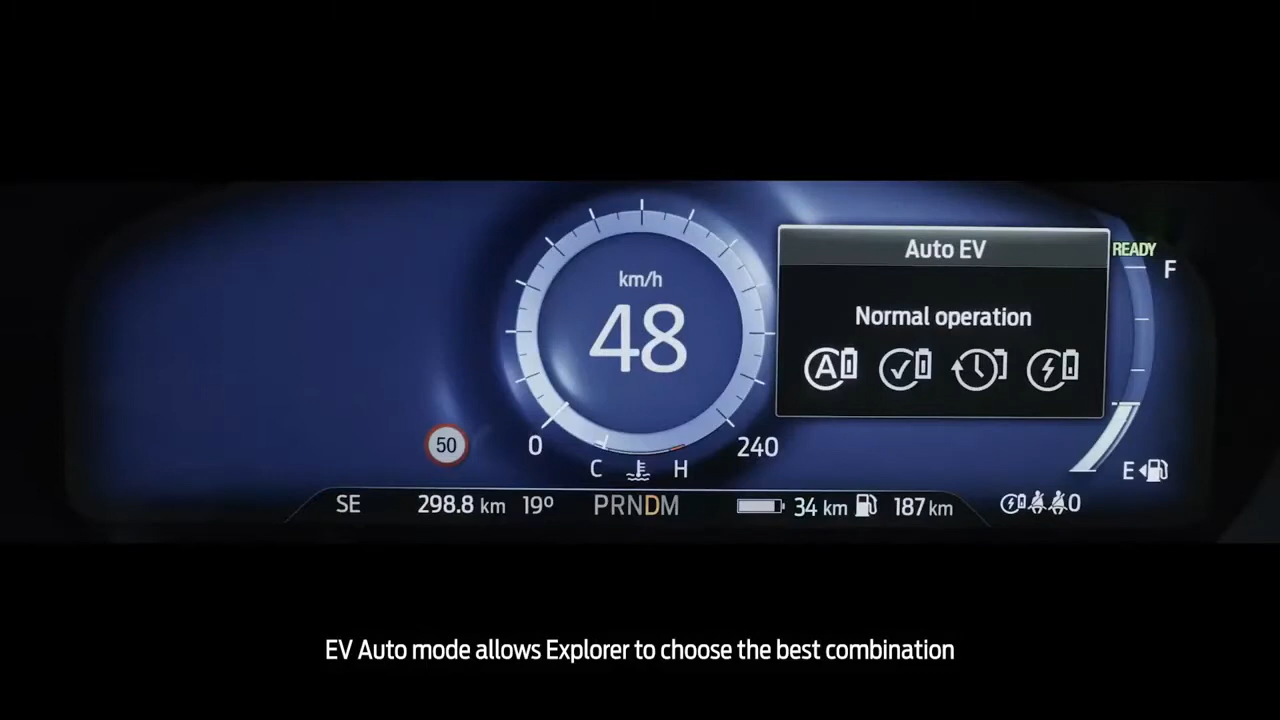 Auto EV
READY
F
km/h
Normal operation
48
A
50
0
240
C
H
E
SE
298.8 km
19º
PRNDM
34 km
187 km
0
EV Auto mode allows Explorer to choose the best combination